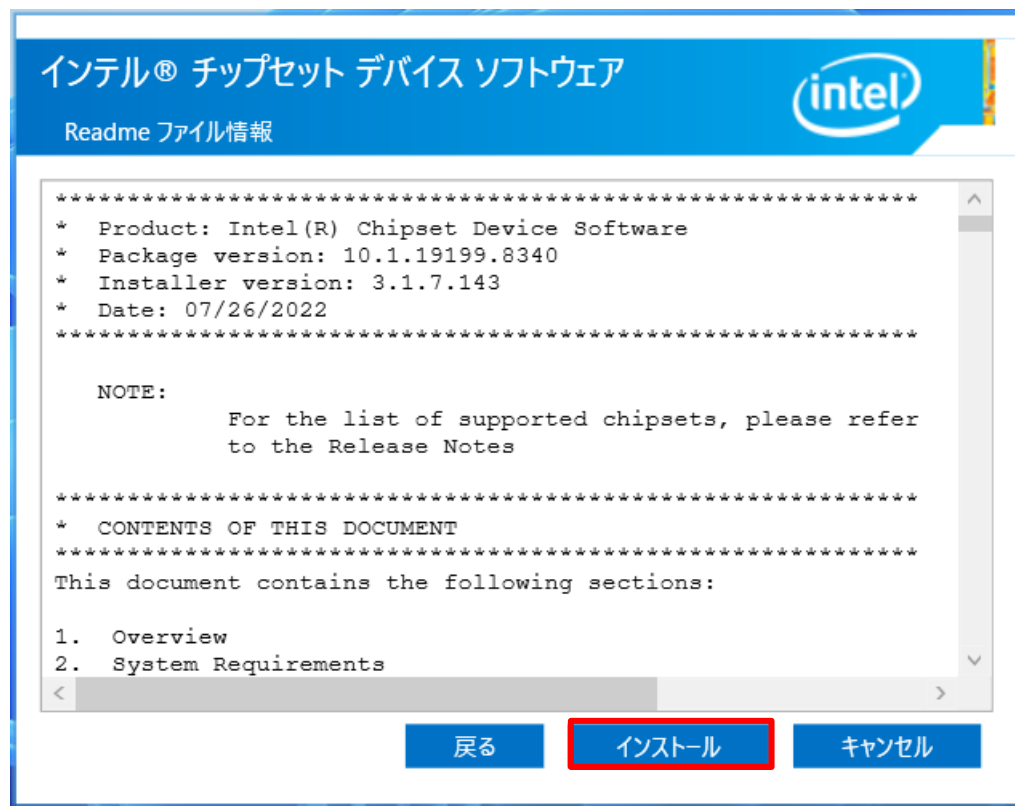 インテル® チップセット デバイス ソフトウェア
intel
Readme ファイル情報
************************************************************
*  Product: Intel(R) Chipset Device Software
*  Package version: 10.1.19199.8340
*  Installer version: 3.1.7.143
*  Date: 07/26/2022
************************************************************
NOTE:
For the list of supported chipsets, please refer
to the Release Notes
************************************************************
*  CONTENTS OF THIS DOCUMENT
************************************************************
This document contains the following sections:
1.  Overview
2.  System Requirements
戻る インストール キャンセル